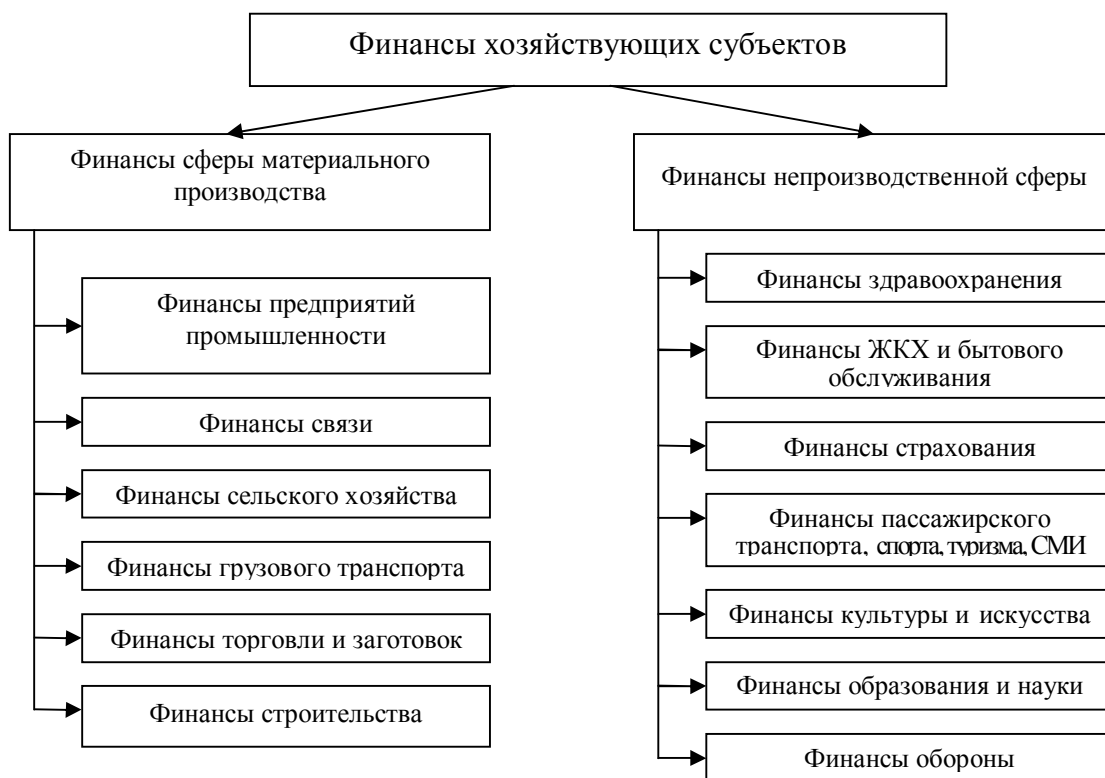 Финансы хозяйствующих субъектов
Финансы сферы материального
производства
Финансы предприятий
промышленности
Финансы связи
Финансы сельского хозяйства
Финансы грузового транспорта
Финансы торговли и заготовок
Финансы строительства
Финансы непроизводственной сферы
Финансы здравоохранения
Финансы ЖКХ и бытового
обслуживания
Финансы страхования
Финансы пассажирского
транспорта, спорта, туризма, СМИ
Финансы культуры и искусства
Финансы образования и науки
Финансы обороны